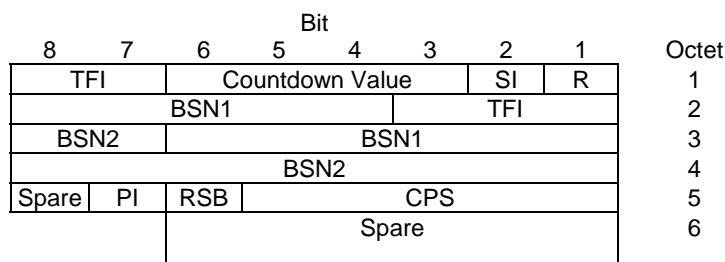 Bit
8 7 6 5 4 3 2 1 Octet
TFI Countdown Value SI R 1
BSN1 TFI 2
BSN2 BSN1 3
BSN2 4
Spare PI RSB CPS 5
Spare 6